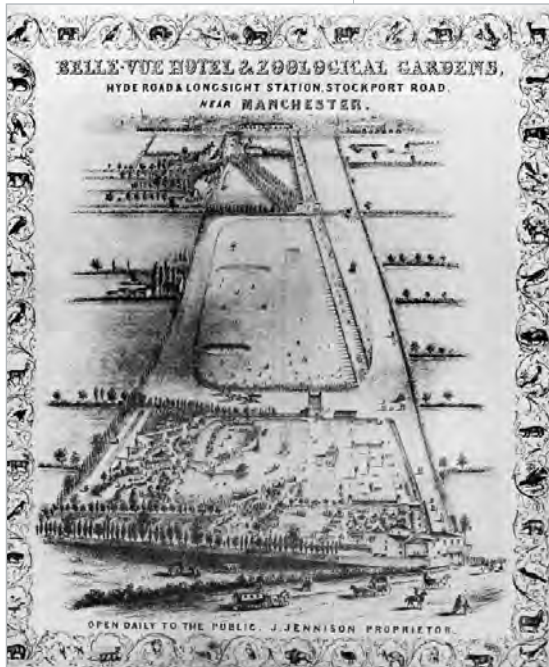 BELLE-VUE HOTEL & ZOOLOGICAL GARDENS,
HYDE ROAD & LONGSIGHT STATION, STOCKPORT ROAD.
NEAR MANCHESTER.
OPEN DAILY TO THE PUBLIC. J. JENNISON PROPRIETOR.